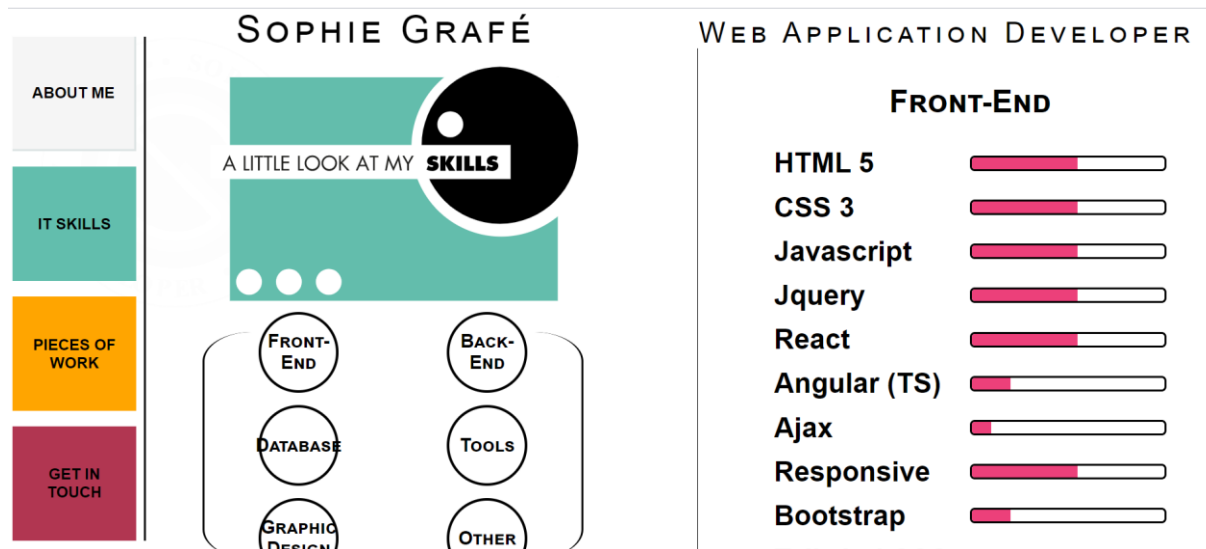 SOPHIE GRAFÉ
WEB APPLICATION DEVELOPER
ABOUT ME
IT SKILLS
PIECES OF
WORK
GET IN
TOUCH
A LITTLE LOOK AT MY SKILLS
FRONT-
END
BACK-
END
DATABASE
TOOLS
GRAPHIC
DESIGN
OTHER
FRONT-END
HTML 5
CSS 3
Javascript
Jquery
React
Angular (TS)
Ajax
Responsive
Bootstrap